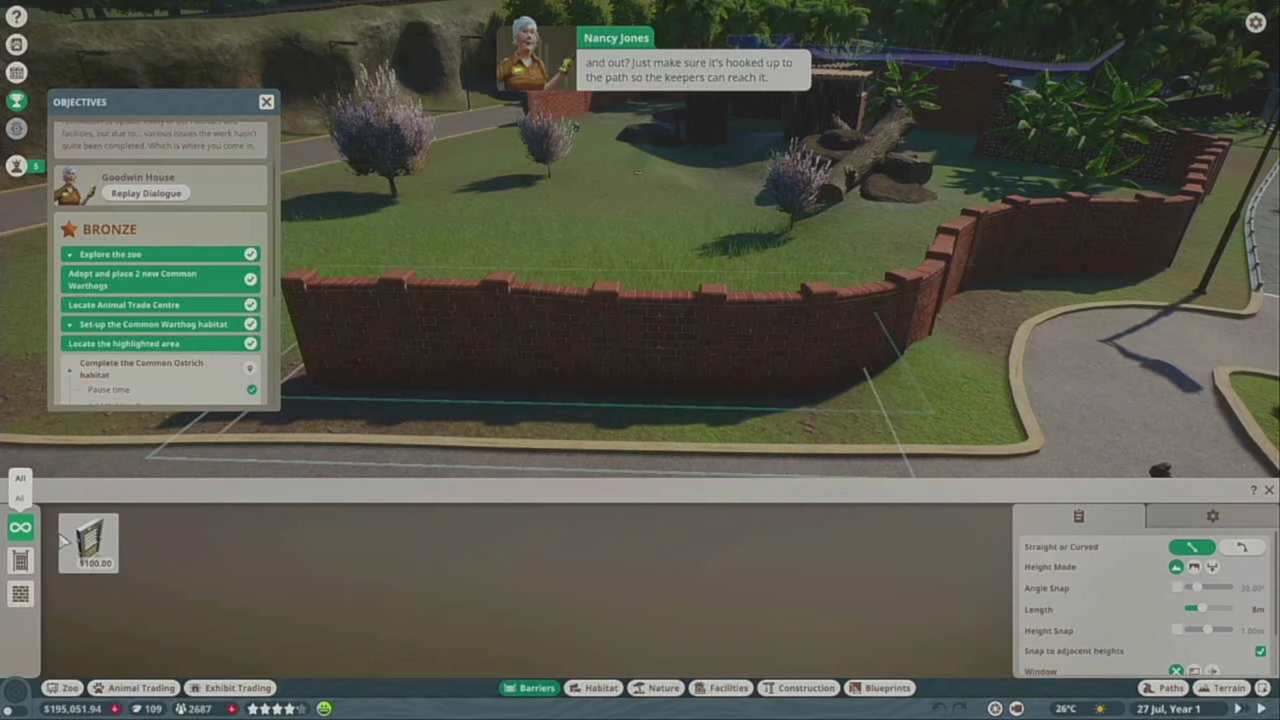 Nancy Jones
and out? Just make sure it's hooked up to
the path so the keepers can reach it.
OBJECTIVES
facilities, but due to... various issues the work hasn't
quite been completed. Which is where you come in,
Goodwin House
Replay Dialogue
BRONZE
Explore the zoo
Adopt and place 2 new Common
Warthogs
Locate Animal Trade Centre
Set-up the Common Warthog habitat
Locate the highlighted area
Complete the Common Ostrich
habitat
Pause time
5
All
All
$100.00
?
Straight or Curved
Height Mode
Angle Snap 30.00°
Length 8m
Height Snap 1.00m
Snap to adjacent heights
Window
Zoo Animal Trading Exhibit Trading Barriers Habitat Nature Facilities Construction Blueprints Paths Terrain
$195,051.94 109 2687 26°C 27 Jul, Year 1